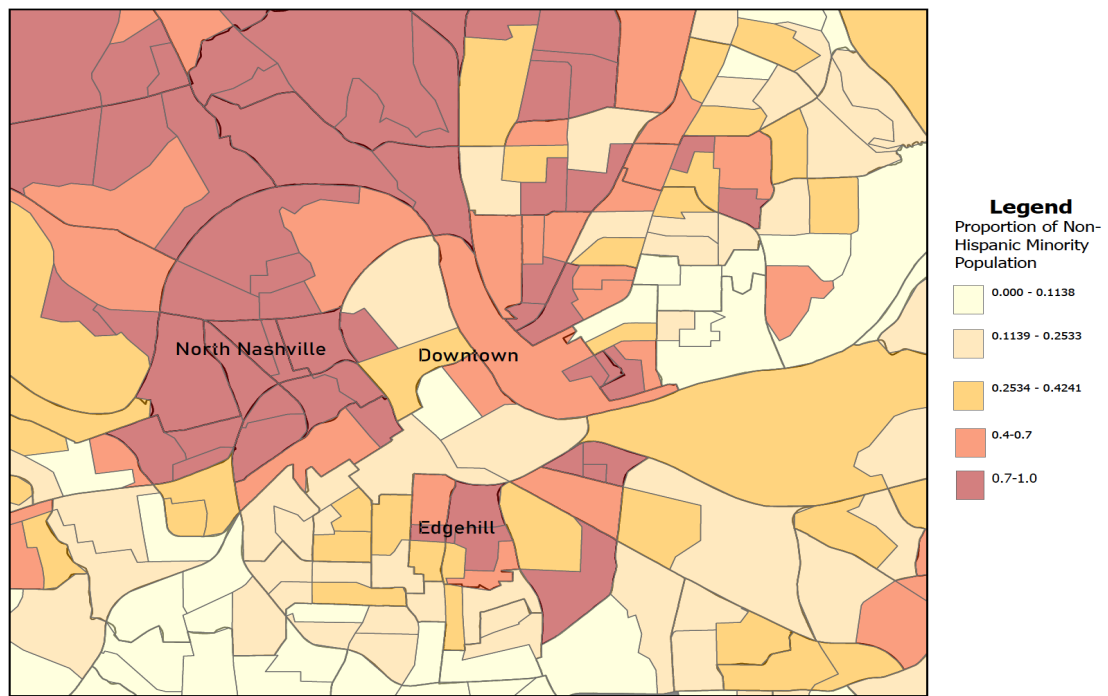 North Nashville
Dowmtown
Edgehill
Legend
Proportion of Non-
Hispanic Minority
Population
0.000 - 0.1138
0.1139 - 0.2533
0.2534 - 0.4241
0.4-0.7
0.7-1.0